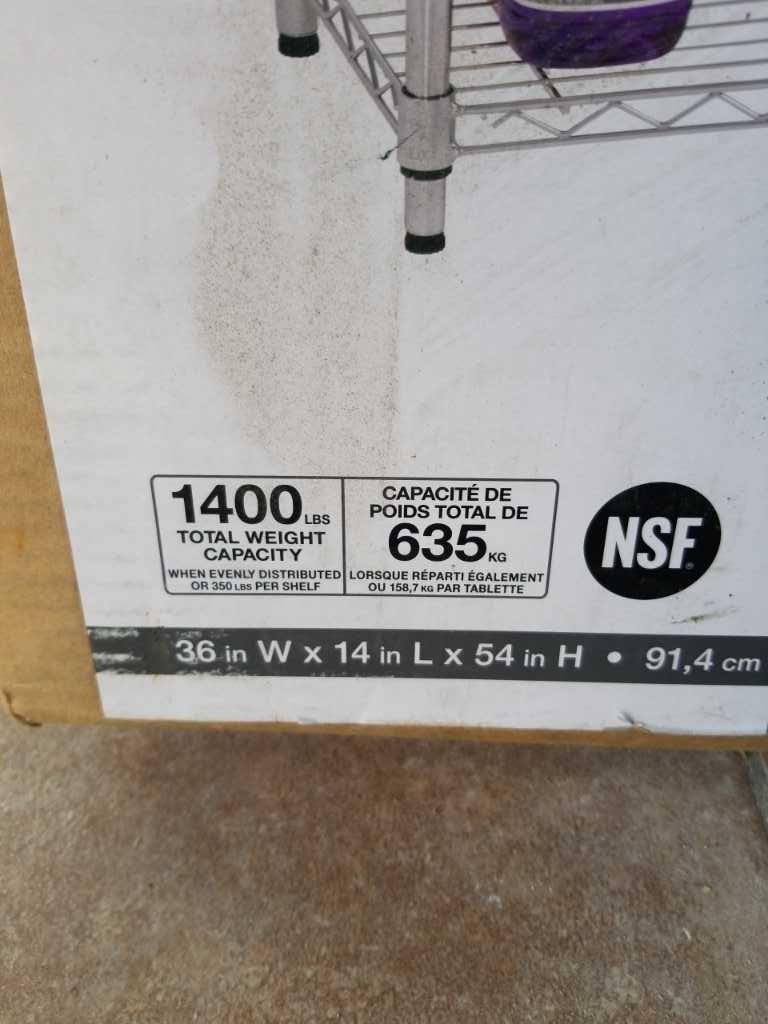 1400 LBS
TOTAL WEIGHT
CAPACITY
WHEN EVENLY DISTRIBUTED
OR 350 LBS PER SHELF
CAPACITÉ DE
POIDS TOTAL DE
635 KG
LORSQUE RÉPARTI ÉGALEMENT
OU 158,7 KG PAR TABLETTE
NSF®
36 in W x 14 in L x 54 in H • 91,4 cm